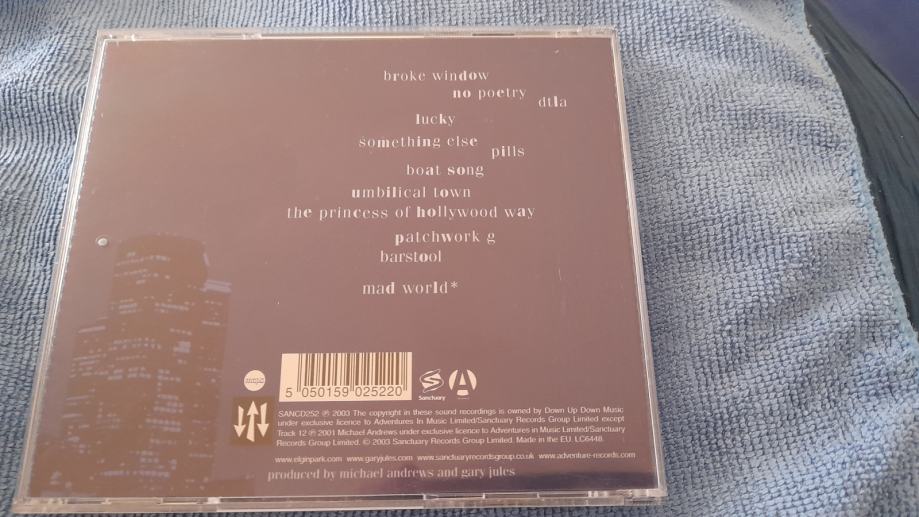 broke window
no poetry
dtla
lucky
something else
pills
boat song
umbilical town
the princess of hollywood way
patchwork g
barstool
mad world*
5 050159 025220
Sanctuary
A
SANCD252 ℗ 2003 The copyright in these sound recordings is owned by Down Up Down Music
under exclusive licence to Adventures In Music Limited/Sanctuary Records Group Limited except
Track 12 ℗ 2001 Michael Andrews under exclusive licence to Adventures in Music Limited/Sanctuary
Records Group Limited. © 2003 Sanctuary Records Group Limited. Made in the EU. LC6448.
www.elginpark.com www.garyjules.com www.sanctuaryrecordsgroup.co.uk www.adventure-records.com
produced by michael andrews and gary jules